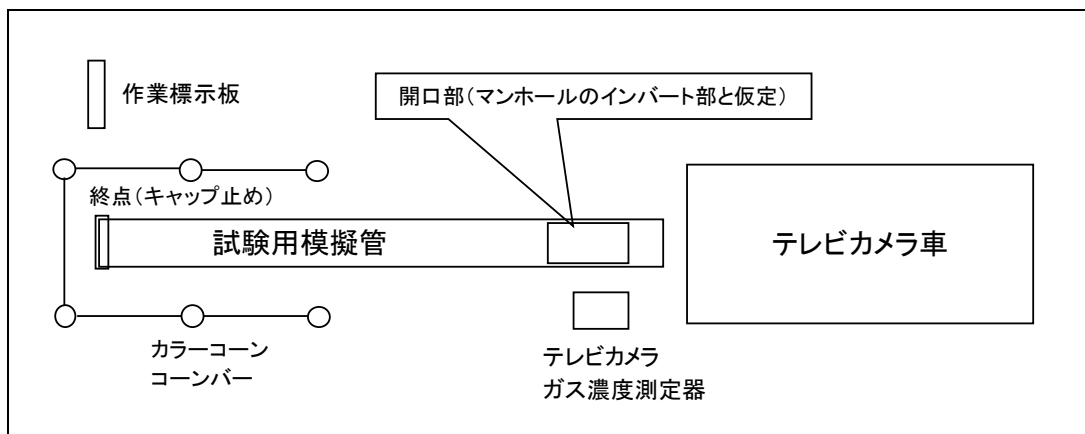 作業標示板
開口部(マンホールのインバート部と仮定)
終点(キャップ止め)
試験用模擬管
テレビカメラ車
カラーコーン
コーンバー
テレビカメラ
ガス濃度測定器